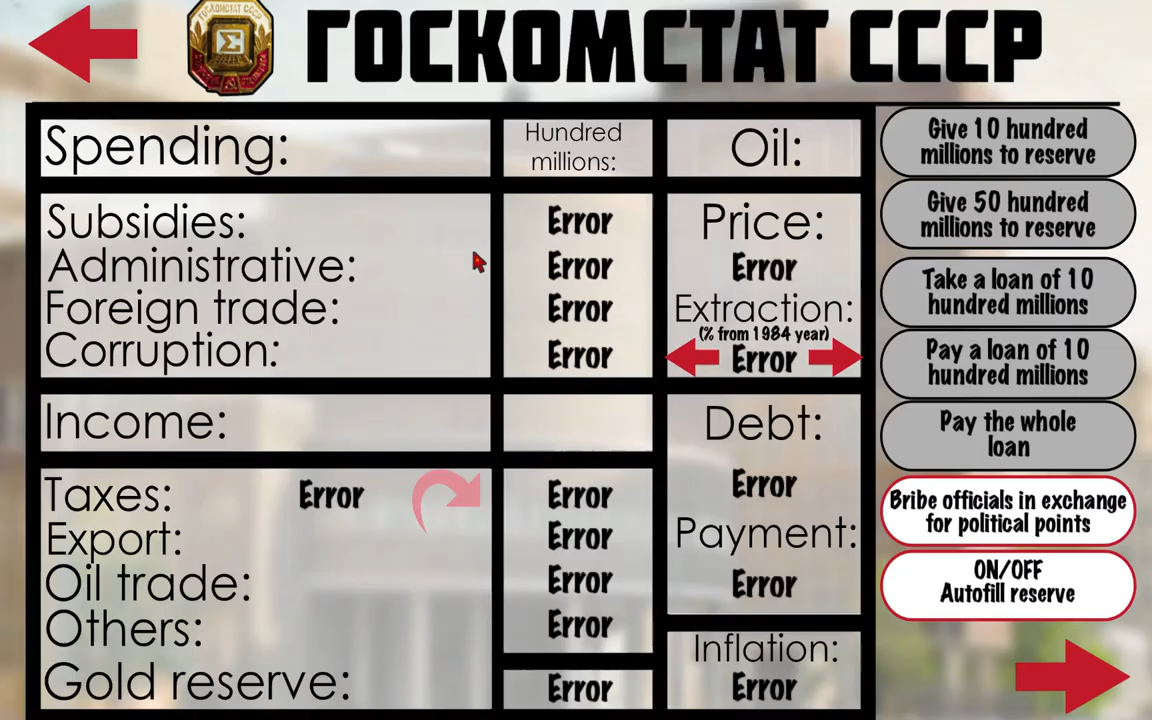 ГОСКОМСТАТ СССР
Spending:
Hundred
millions:
Oil:
Subsidies:
Error
Administrative:
Error
Foreign trade:
Error
Corruption:
Error
Price:
Error
Extraction:
(% from 1984 year)
Error
Income:
Debt:
Error
Payment:
Error
Taxes:
Error
Error
Export:
Error
Oil trade:
Error
Others:
Error
Gold reserve:
Error
Inflation:
Error
Give 10 hundred
millions to reserve
Give 50 hundred
millions to reserve
Take a loan of 10
hundred millions
Pay a loan of 10
hundred millions
Pay the whole
loan
Bribe officials in exchange
for political points
ON/OFF
Autofill reserve